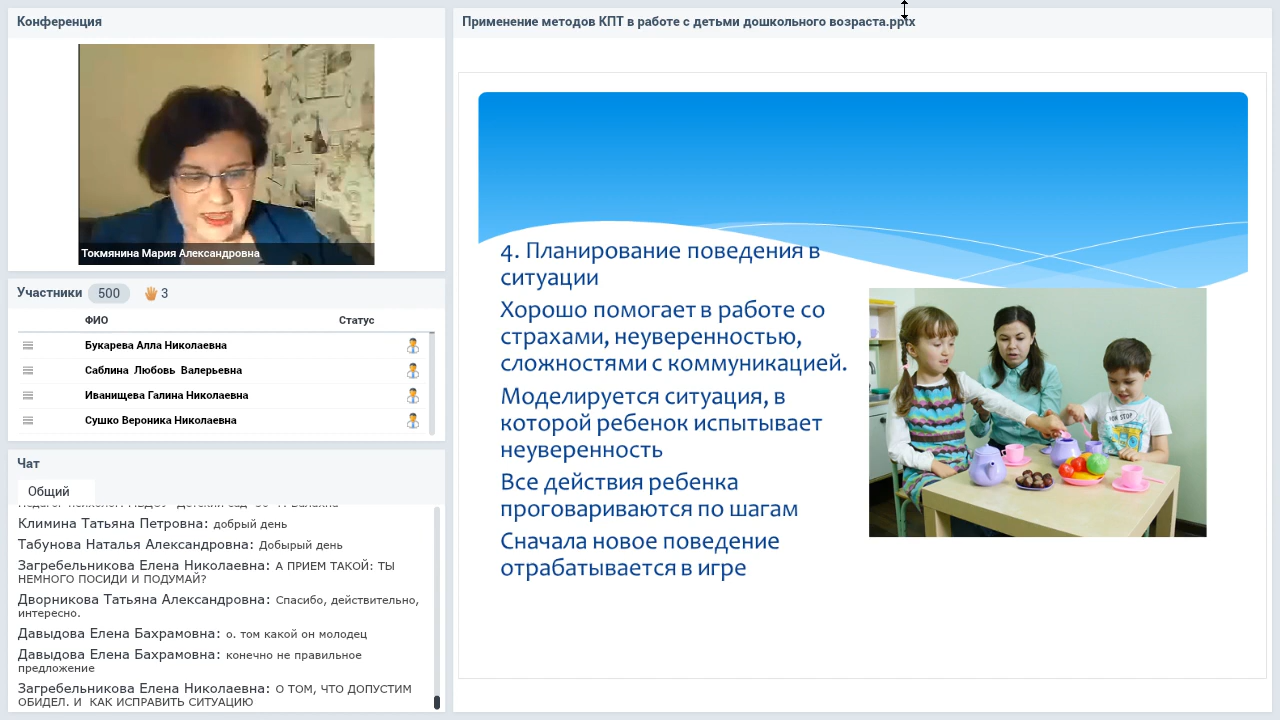 Конференция
Токмянина Мария Александровна
Участники 500 3
ФИО Статус
Букарева Алла Николаевна
Саблина Любовь Валерьевна
Иванищева Галина Николаевна
Сушко Вероника Николаевна
Чат
Общий
Климина Татьяна Петровна: добрый день
Табунова Наталья Александровна: Добырый день
Загребельникова Елена Николаевна: А ПРИЕМ ТАКОЙ: ТЫ
НЕМНОГО ПОСИДИ И ПОДУМАЙ?
Дворникова Татьяна Александровна: Спасибо, действительно,
интересно.
Давыдова Елена Бахрамовна: о. том какой он молодец
Давыдова Елена Бахрамовна: конечно не правильное
предложение
Загребельникова Елена Николаевна: О ТОМ, ЧТО ДОПУСТИМ
ОБИДЕЛ. И КАК ИСПРАВИТЬ СИТУАЦИЮ
Применение методов КПТ в работе с детьми дошкольного возраста.pptx
4. Планирование поведения в
ситуации
Хорошо помогает в работе со
страхами, неуверенностью,
сложностями с коммуникацией.
Моделируется ситуация, в
которой ребенок испытывает
неуверенность
Все действия ребенка
проговариваются по шагам
Сначала новое поведение
отрабатывается в игре